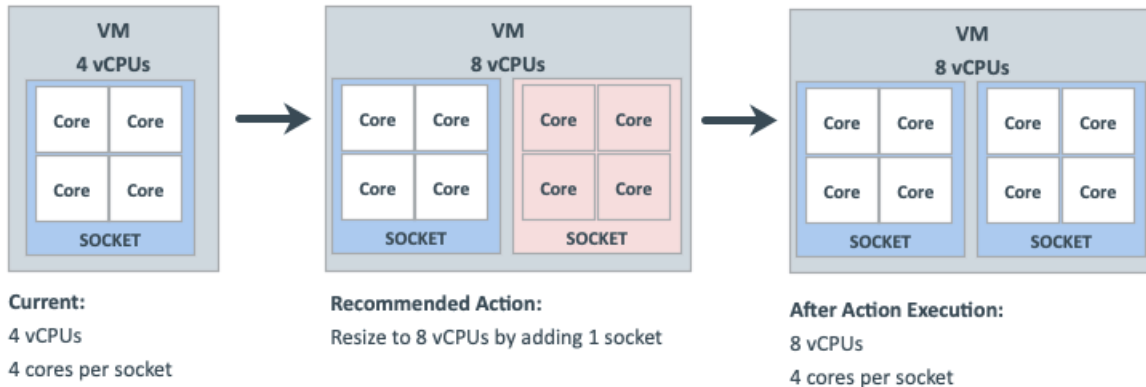 VM
4 vCPUs
Core Core
Core Core
SOCKET
Current:
4 vCPUs
4 cores per socket
VM
8 vCPUs
Core Core Core Core
Core Core Core Core
SOCKET SOCKET
Recommended Action:
Resize to 8 vCPUs by adding 1 socket
VM
8 vCPUs
Core Core Core Core
Core Core Core Core
SOCKET SOCKET
After Action Execution:
8 vCPUs
4 cores per socket